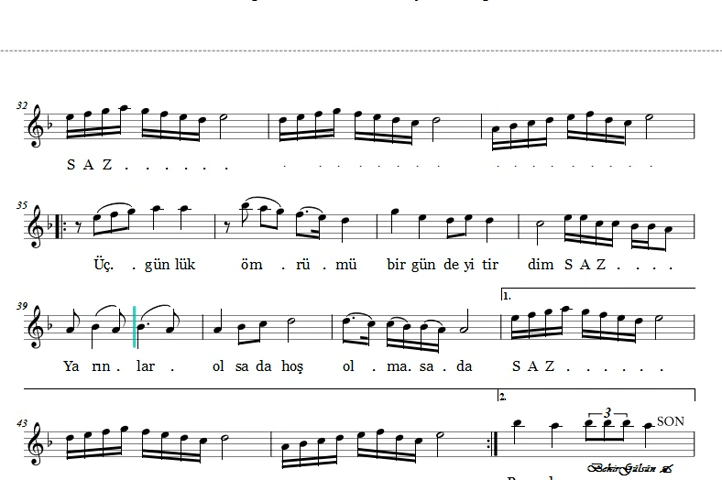 32
S A Z . . . . . . . . . . . . . . . . . . . .
35
Üç. . gün lük öm . rü . mü bir gün de yi tir dim S A Z . . . .
39
1.
Ya rın . lar . ol sa da hoş ol . ma. sa . da S A Z . . . . . .
43
2.
3
SON
Bekir Gülsün